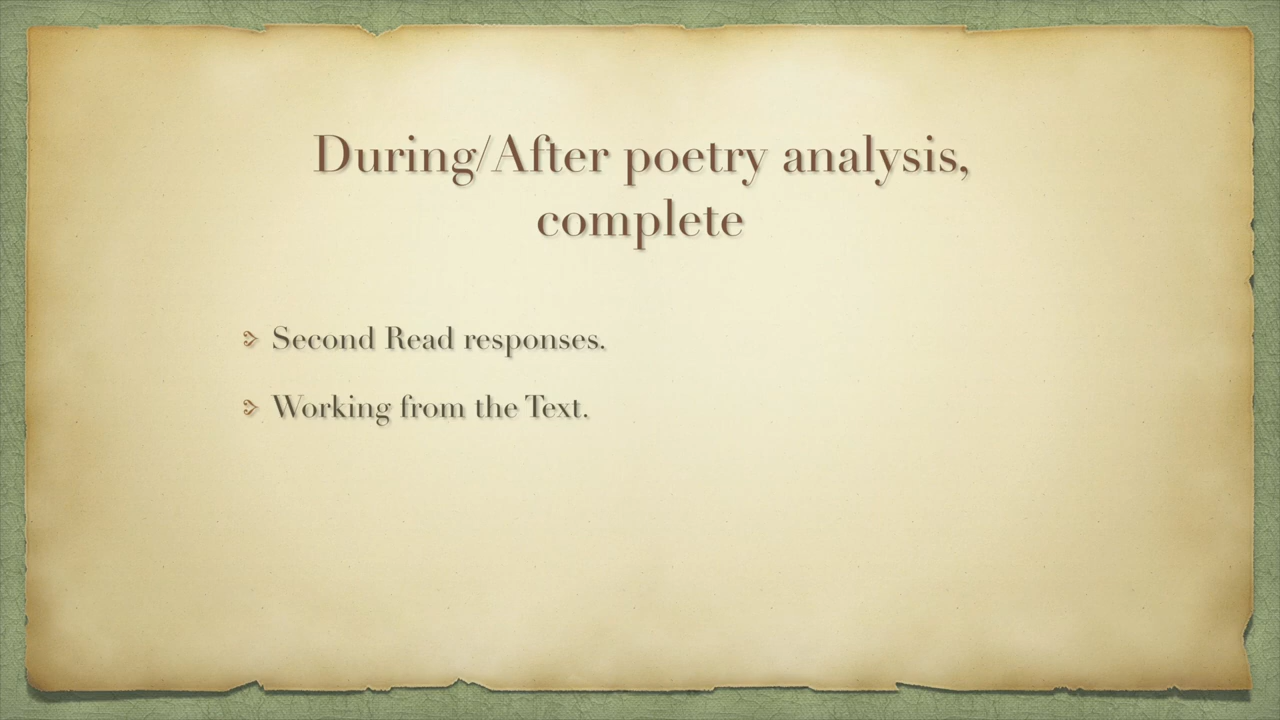 During/After poetry analysis,
complete
Second Read responses.
Working from the Text.